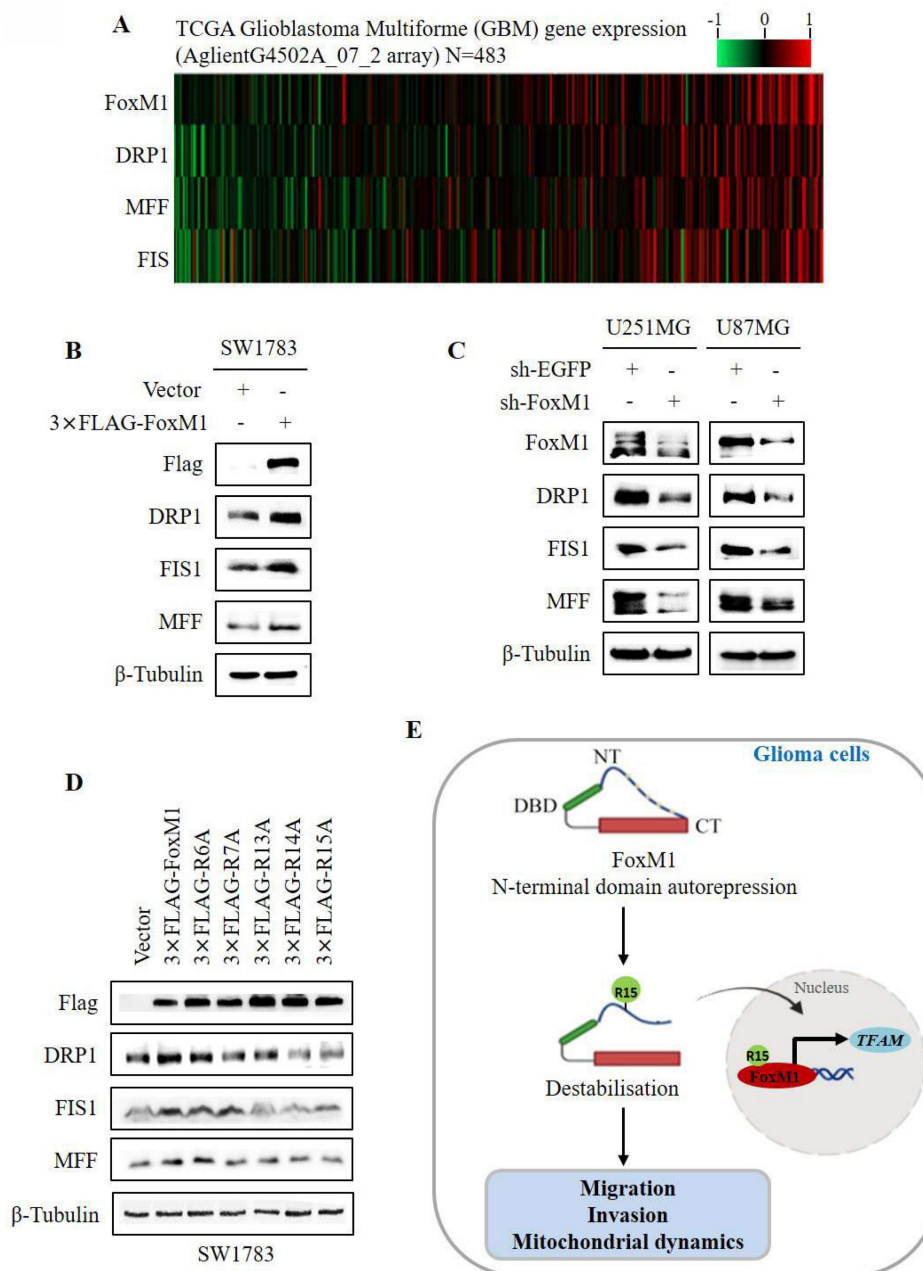 A
TCGA Glioblastoma Multiforme (GBM) gene expression
(AglientG4502A_07_2 array) N=483
-1 0 1
FoxM1
DRP1
MFF
FIS
B
SW1783
Vector + -
3×FLAG-FoxM1 - +
Flag
DRP1
FIS1
MFF
β-Tubulin
C
U251MG U87MG
sh-EGFP + - + -
sh-FoxM1 - + - +
FoxM1
DRP1
FIS1
MFF
β-Tubulin
D
Vector
3×FLAG-FoxM1
3×FLAG-R6A
3×FLAG-R7A
3×FLAG-R13A
3×FLAG-R14A
3×FLAG-R15A
Flag
DRP1
FIS1
MFF
β-Tubulin
SW1783
E
Glioma cells
NT
DBD
CT
FoxM1
N-terminal domain autorepression
R15
Destabilisation
Nucleus
TFAM
R15
FoxM1
Migration
Invasion
Mitochondrial dynamics